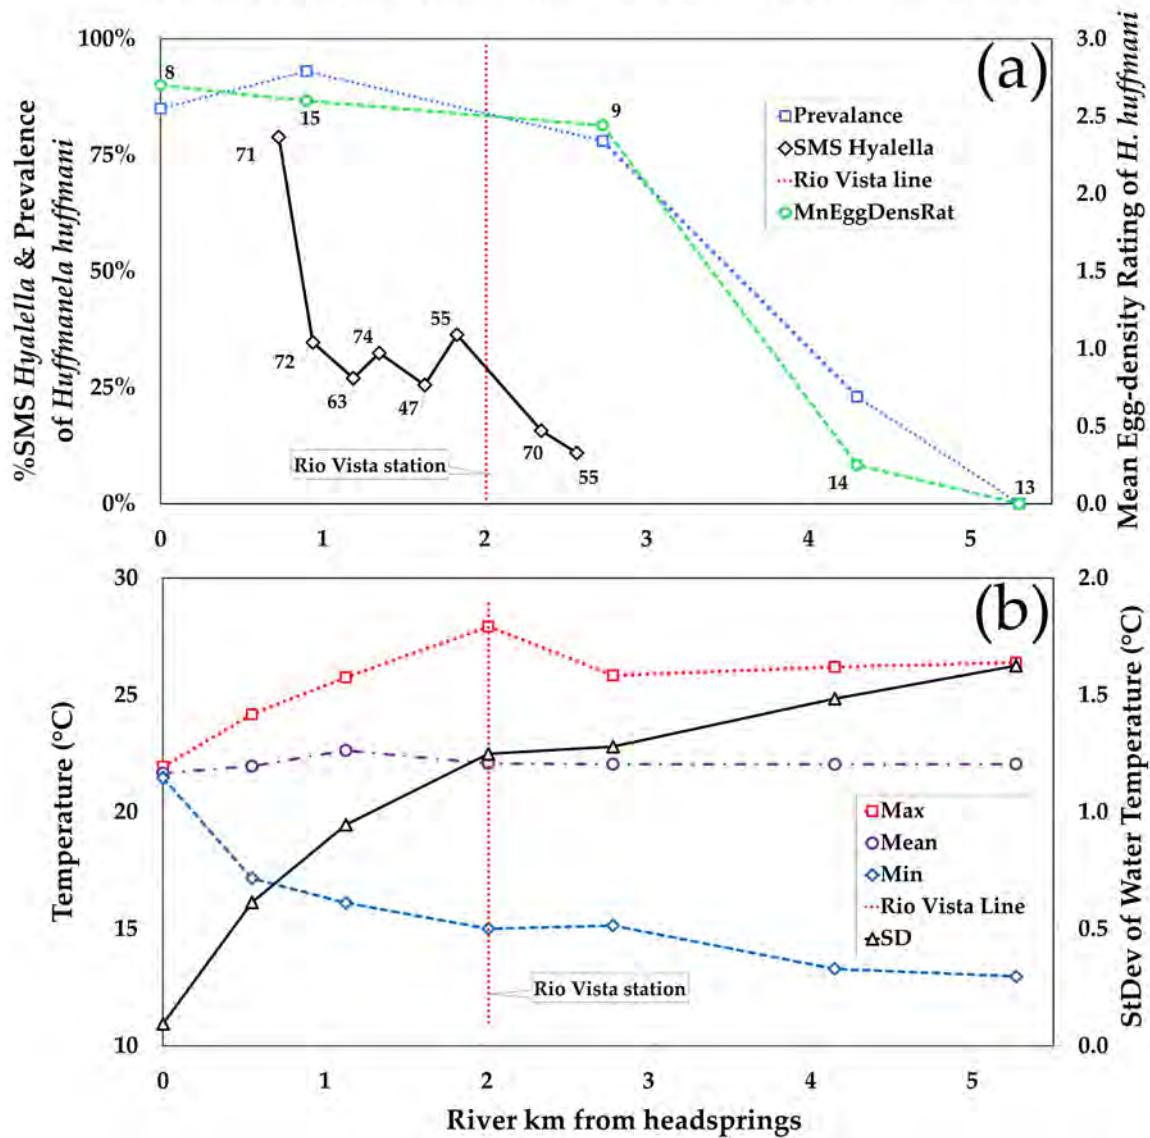 (a)
100%
75%
50%
25%
0%
%SMS Hyalella & Prevalence
of Huffmanela huffmani
3.0
2.5
2.0
1.5
1.0
0.5
0.0
Mean Egg-density Rating of H. huffmani
8
15
9
71
72
63
74
47
55
70
55
14
13
Prevalance
SMS Hyalella
Rio Vista line
MnEggDensRat
Rio Vista station
0 1 2 3 4 5
(b)
30
25
20
15
10
Temperature (°C)
2.0
1.5
1.0
0.5
0.0
StDev of Water Temperature (°C)
Max
Mean
Min
Rio Vista Line
SD
Rio Vista station
0 1 2 3 4 5
River km from headsprings